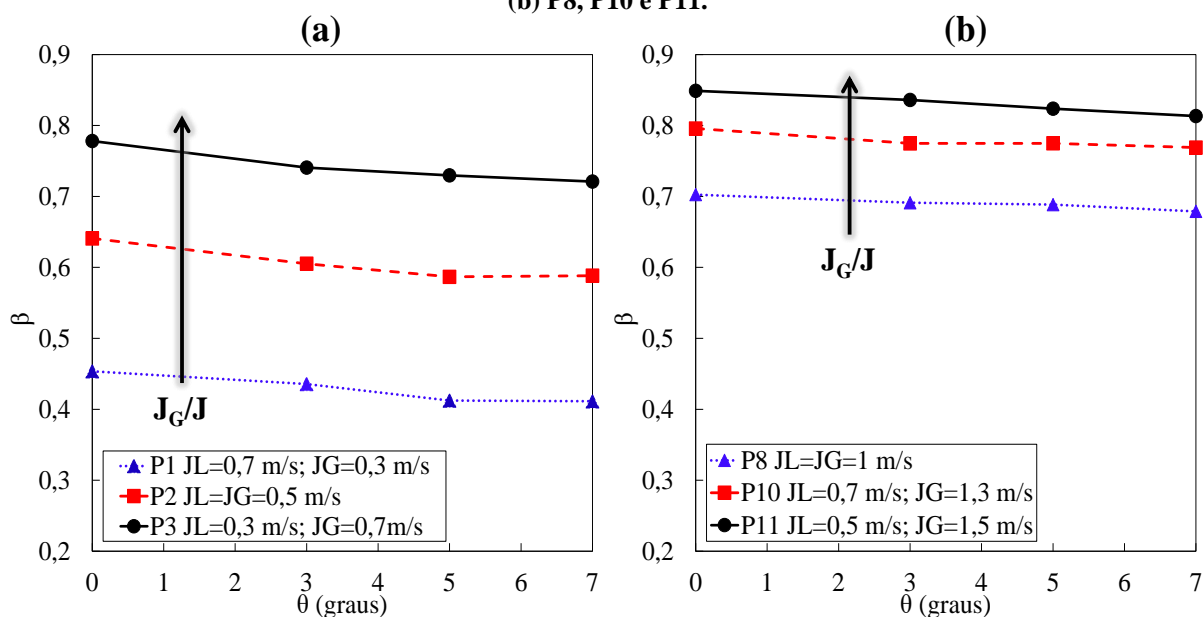 (b) P8, P10 e P11.
(a)
0,9
0,8
0,7
0,6
0,5
0,4
0,3
0,2
β
J_G/J
P1 JL=0,7 m/s; JG=0,3 m/s
P2 JL=JG=0,5 m/s
P3 JL=0,3 m/s; JG=0,7m/s
0 1 2 3 4 5 6 7
θ (graus)
(b)
0,9
0,8
0,7
0,6
0,5
0,4
0,3
0,2
β
J_G/J
P8 JL=JG=1 m/s
P10 JL=0,7 m/s; JG=1,3 m/s
P11 JL=0,5 m/s; JG=1,5 m/s
0 1 2 3 4 5 6 7
θ (graus)